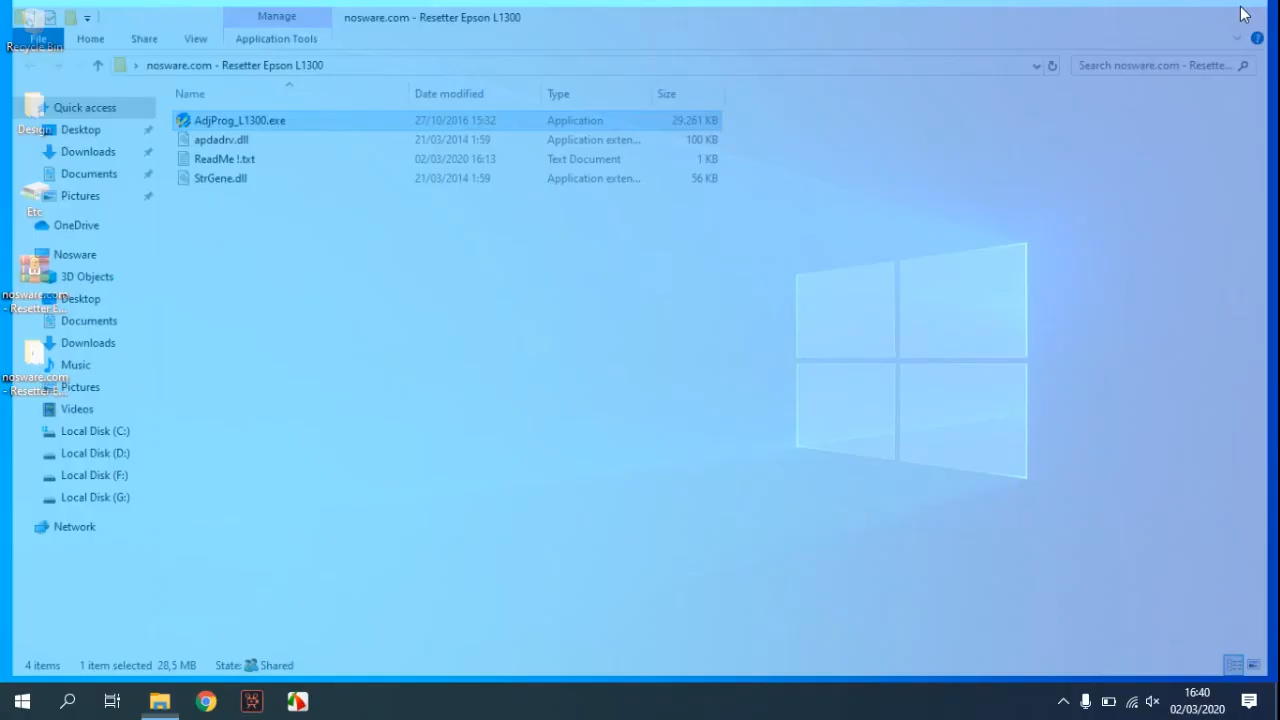 Manage
nosware.com - Resetter Epson L1300
Recycle Bin
File
Home
Share
View
Application Tools
nosware.com - Resetter Epson L1300
Search nosware.com - Resette...
Name
Date modified
Type
Size
Quick access
AdjProg_L1300.exe
27/10/2016 15:32
Application
29.261 KB
Design
Desktop
apdadrv.dll
21/03/2014 1:59
Application exten...
100 KB
Downloads
ReadMe !.txt
02/03/2020 16:13
Text Document
1 KB
Documents
StrGene.dll
21/03/2014 1:59
Application exten...
56 KB
Pictures
Etc
OneDrive
Nosware
3D Objects
nosware.com
- Resetter E...
Desktop
Documents
Downloads
Music
nosware.com
- Resetter E...
Pictures
Videos
Local Disk (C:)
Local Disk (D:)
Local Disk (F:)
Local Disk (G:)
Network
4 items
1 item selected 28,5 MB
State: Shared
16:40
02/03/2020